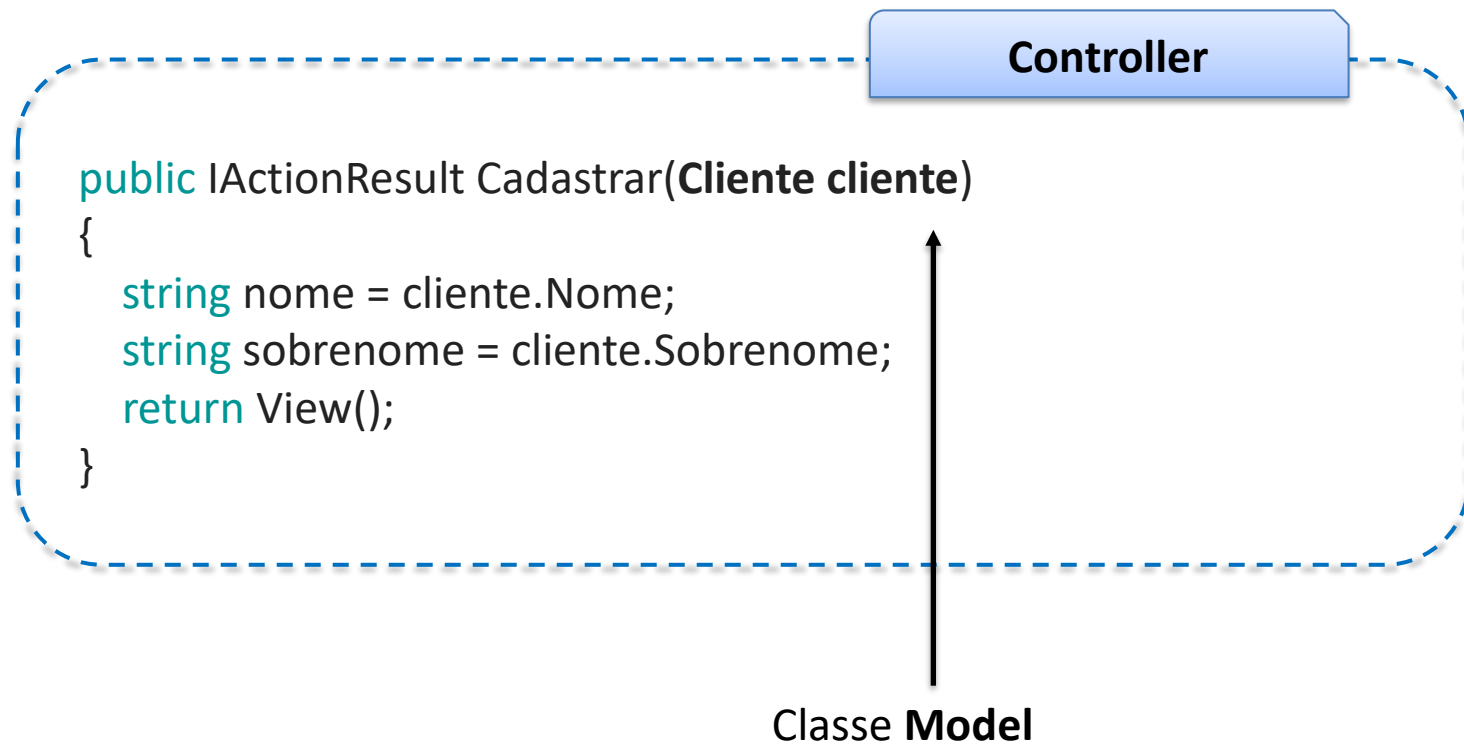 Controller
public IActionResult Cadastrar(Cliente cliente)
{
string nome = cliente.Nome;
string sobrenome = cliente.Sobrenome;
return View();
}
Classe Model